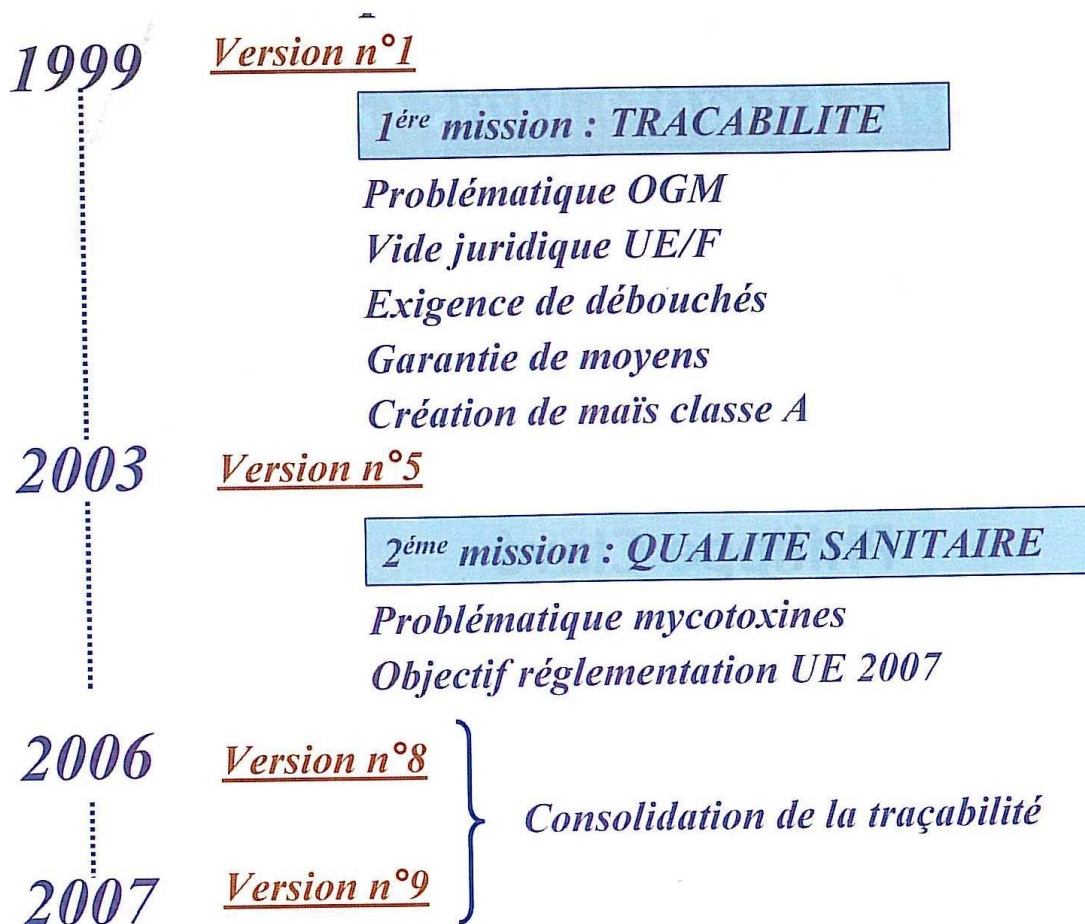 1999 Version n°1
1ére mission : TRACABILITE
Problématique OGM
Vide juridique UE/F
Exigence de débouchés
Garantie de moyens
Création de maïs classe A
2003 Version n°5
2éme mission : QUALITE SANITAIRE
Problématique mycotoxines
Objectif réglementation UE 2007
2006 Version n°8
Consolidation de la traçabilité
2007 Version n°9